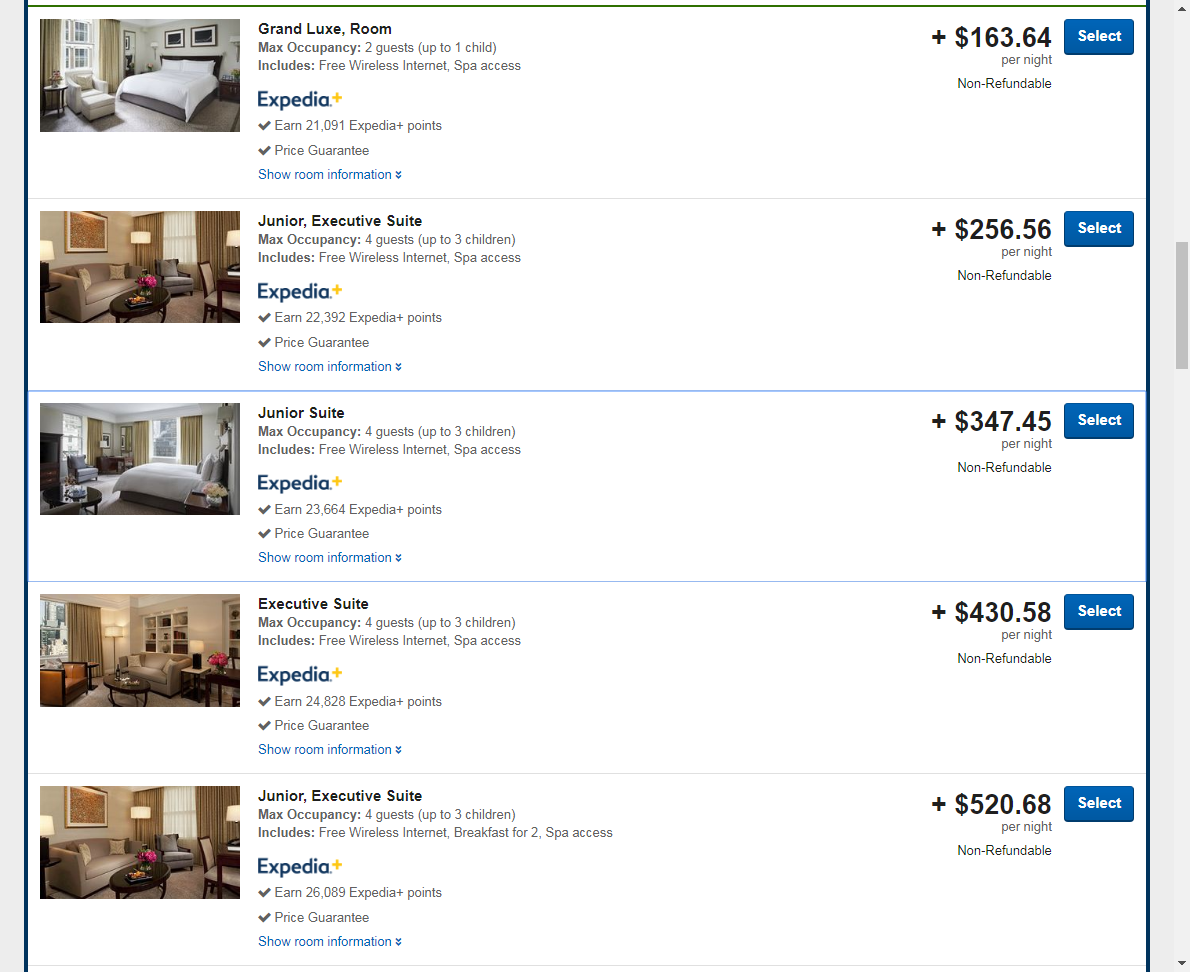 Grand Luxe, Room
Max Occupancy: 2 guests (up to 1 child)
Includes: Free Wireless Internet, Spa access
Expedia+
Earn 21,091 Expedia+ points
Price Guarantee
Show room information
+ $163.64
per night
Non-Refundable
Select
Junior, Executive Suite
Max Occupancy: 4 guests (up to 3 children)
Includes: Free Wireless Internet, Spa access
Expedia+
Earn 22,392 Expedia+ points
Price Guarantee
Show room information
+ $256.56
per night
Non-Refundable
Select
Junior Suite
Max Occupancy: 4 guests (up to 3 children)
Includes: Free Wireless Internet, Spa access
Expedia+
Earn 23,664 Expedia+ points
Price Guarantee
Show room information
+ $347.45
per night
Non-Refundable
Select
Executive Suite
Max Occupancy: 4 guests (up to 3 children)
Includes: Free Wireless Internet, Spa access
Expedia+
Earn 24,828 Expedia+ points
Price Guarantee
Show room information
+ $430.58
per night
Non-Refundable
Select
Junior, Executive Suite
Max Occupancy: 4 guests (up to 3 children)
Includes: Free Wireless Internet, Breakfast for 2, Spa access
Expedia+
Earn 26,089 Expedia+ points
Price Guarantee
Show room information
+ $520.68
per night
Non-Refundable
Select